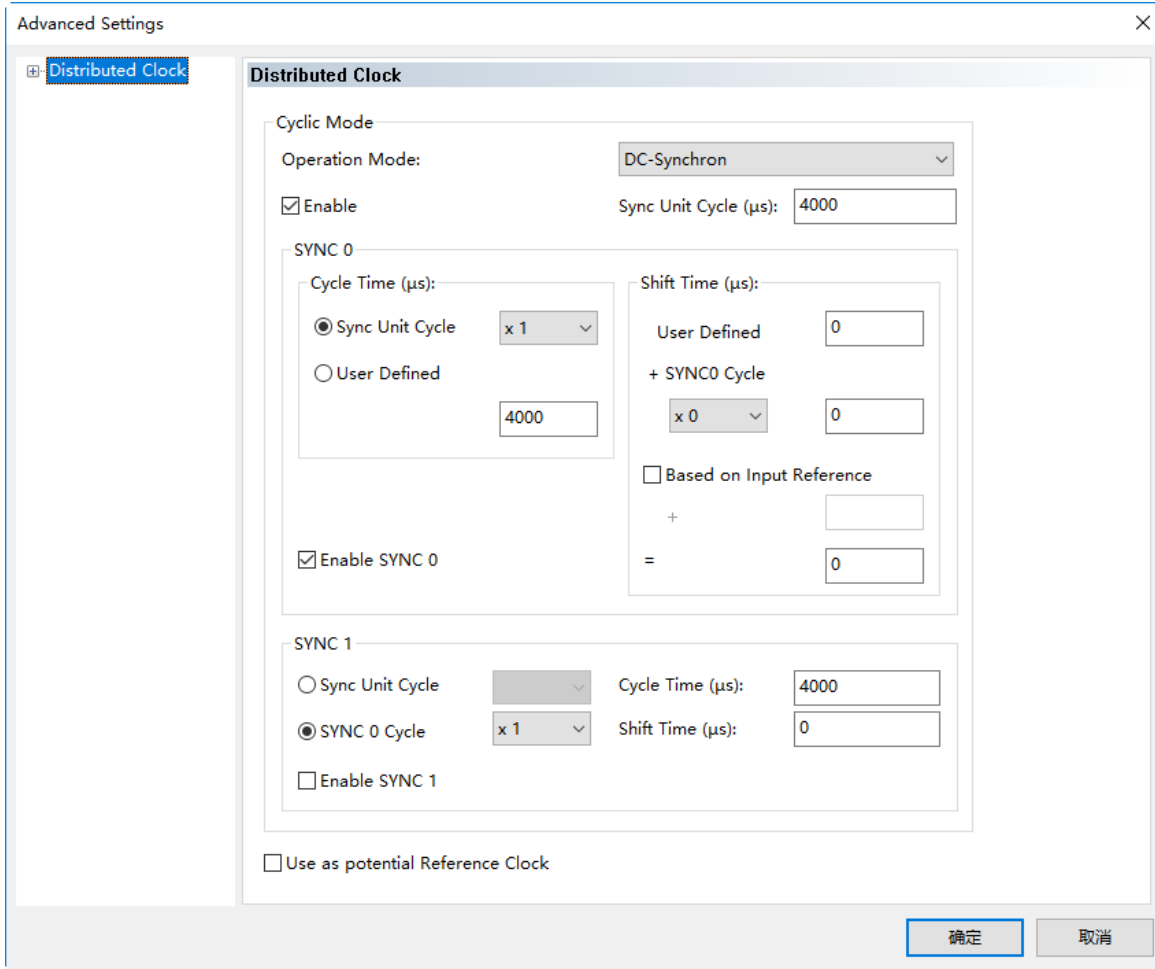 Advanced Settings
Distributed Clock
Distributed Clock
Cyclic Mode
Operation Mode: DC-Synchron
Enable Sync Unit Cycle (µs): 4000
SYNC 0
Cycle Time (µs): Shift Time (µs):
Sync Unit Cycle x 1 User Defined 0
User Defined + SYNC0 Cycle
4000 x 0 0
Based on Input Reference
+
Enable SYNC 0 = 0
SYNC 1
Sync Unit Cycle Cycle Time (µs): 4000
SYNC 0 Cycle x 1 Shift Time (µs): 0
Enable SYNC 1
Use as potential Reference Clock
确定 取消